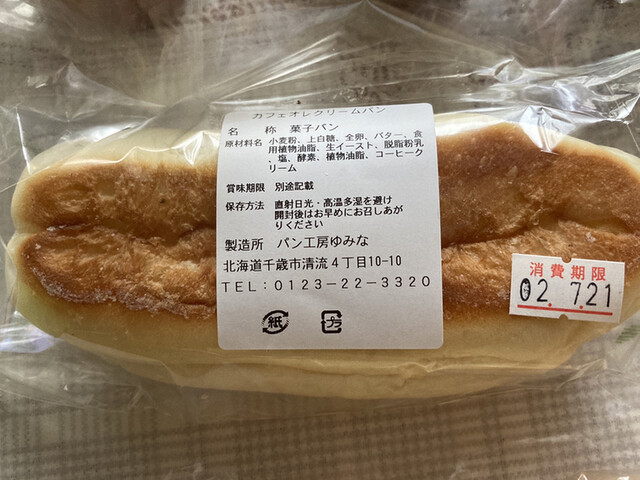 カフェオレクリームパン
名 称 菓子パン
原材料名 小麦粉、上白糖、全卵、バター、食
用植物油脂、生イースト、脱脂粉乳
、塩、酵素、植物油脂、コーヒーク
リーム
賞味期限 別途記載
保存方法 直射日光・高温多湿を避け
開封後はお早めにお召しあが
りください
製造所 パン工房ゆみな
北海道千歳市清流4丁目10-10
TEL:0123-22-3320
紙 プラ
消費期限
02. 7.21